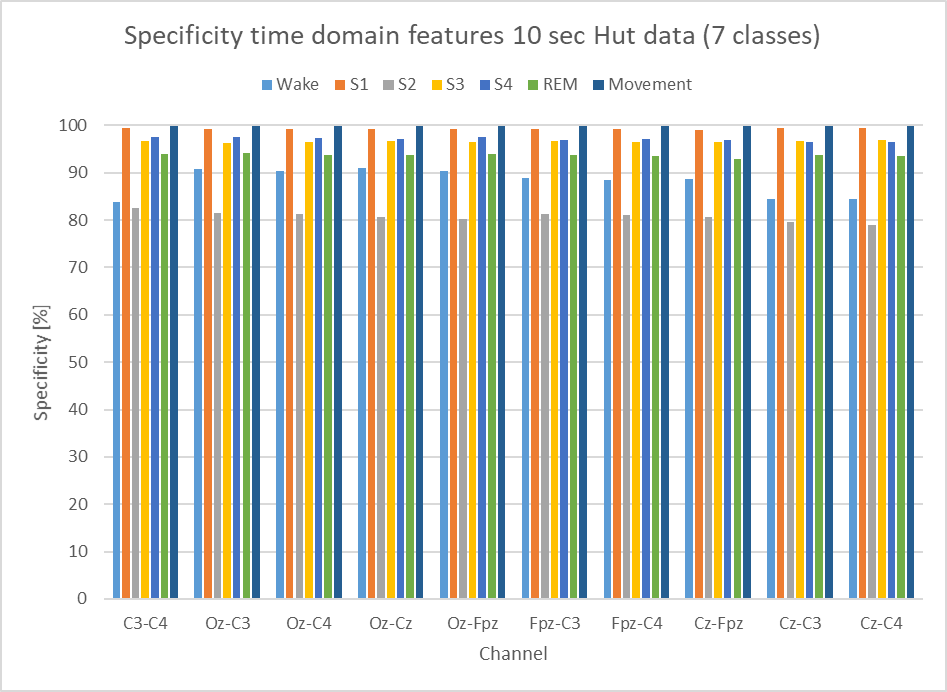 Specificity time domain features 10 sec Hut data (7 classes)
Wake S1 S2 S3 S4 REM Movement
100
90
80
70
60
50
40
30
20
10
0
Specificity [%]
C3-C4 Oz-C3 Oz-C4 Oz-Cz Oz-Fpz Fpz-C3 Fpz-C4 Cz-Fpz Cz-C3 Cz-C4
Channel